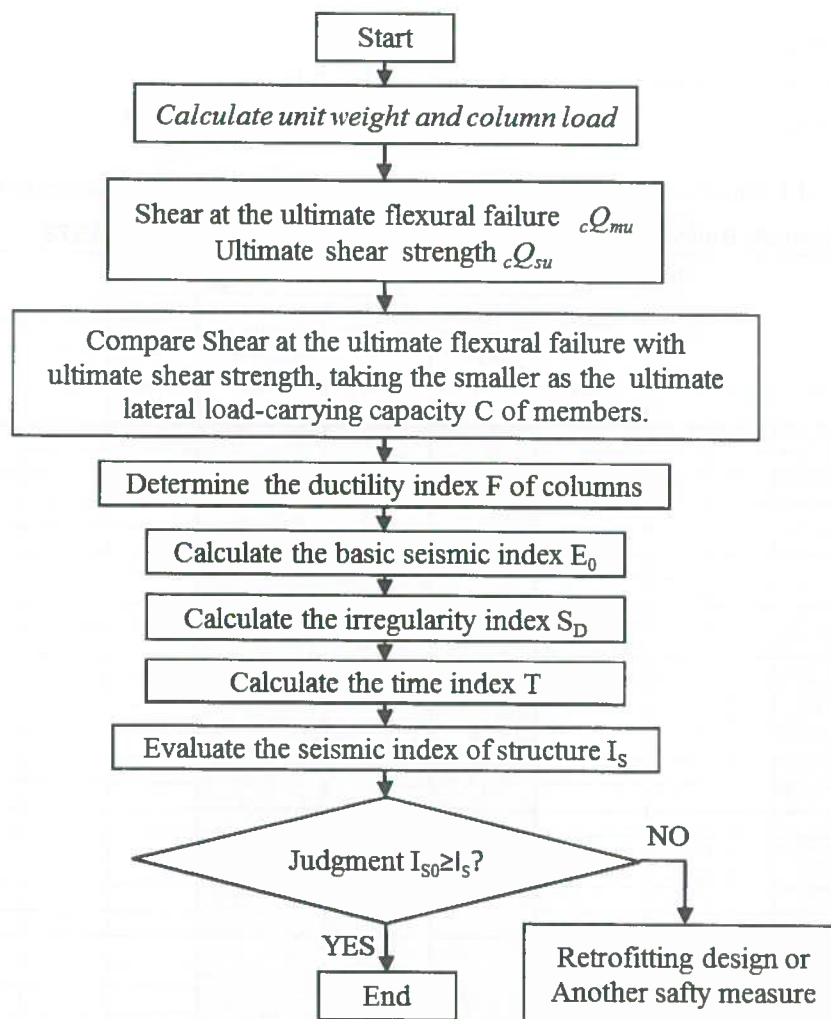 Start
Calculate unit weight and column load
Shear at the ultimate flexural failure cQmu
Ultimate shear strength cQsu
Compare Shear at the ultimate flexural failure with
ultimate shear strength, taking the smaller as the ultimate
lateral load-carrying capacity C of members.
Determine the ductility index F of columns
Calculate the basic seismic index E0
Calculate the irregularity index SD
Calculate the time index T
Evaluate the seismic index of structure IS
Judgment IS0≥Is?
NO
YES
Retrofitting design or
Another safty measure
End